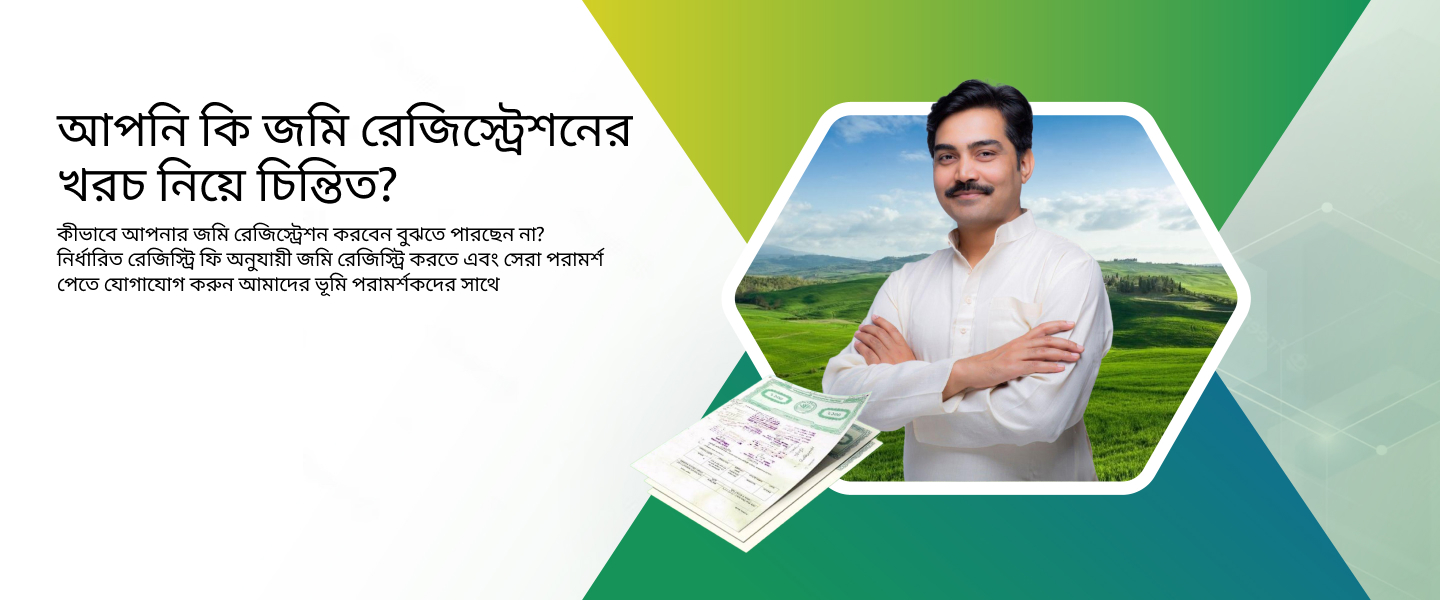 আপনি কি জমি রেজিস্ট্রেশনের
খরচ নিয়ে চিন্তিত?
কীভাবে আপনার জমি রেজিস্ট্রেশন করবেন বুঝতে পারছেন না?
নির্ধারিত রেজিস্ট্রি ফি অনুযায়ী জমি রেজিস্ট্রি করতে এবং সেরা পরামর্শ
পেতে যোগাযোগ করুন আমাদের ভূমি পরামর্শকদের সাথে